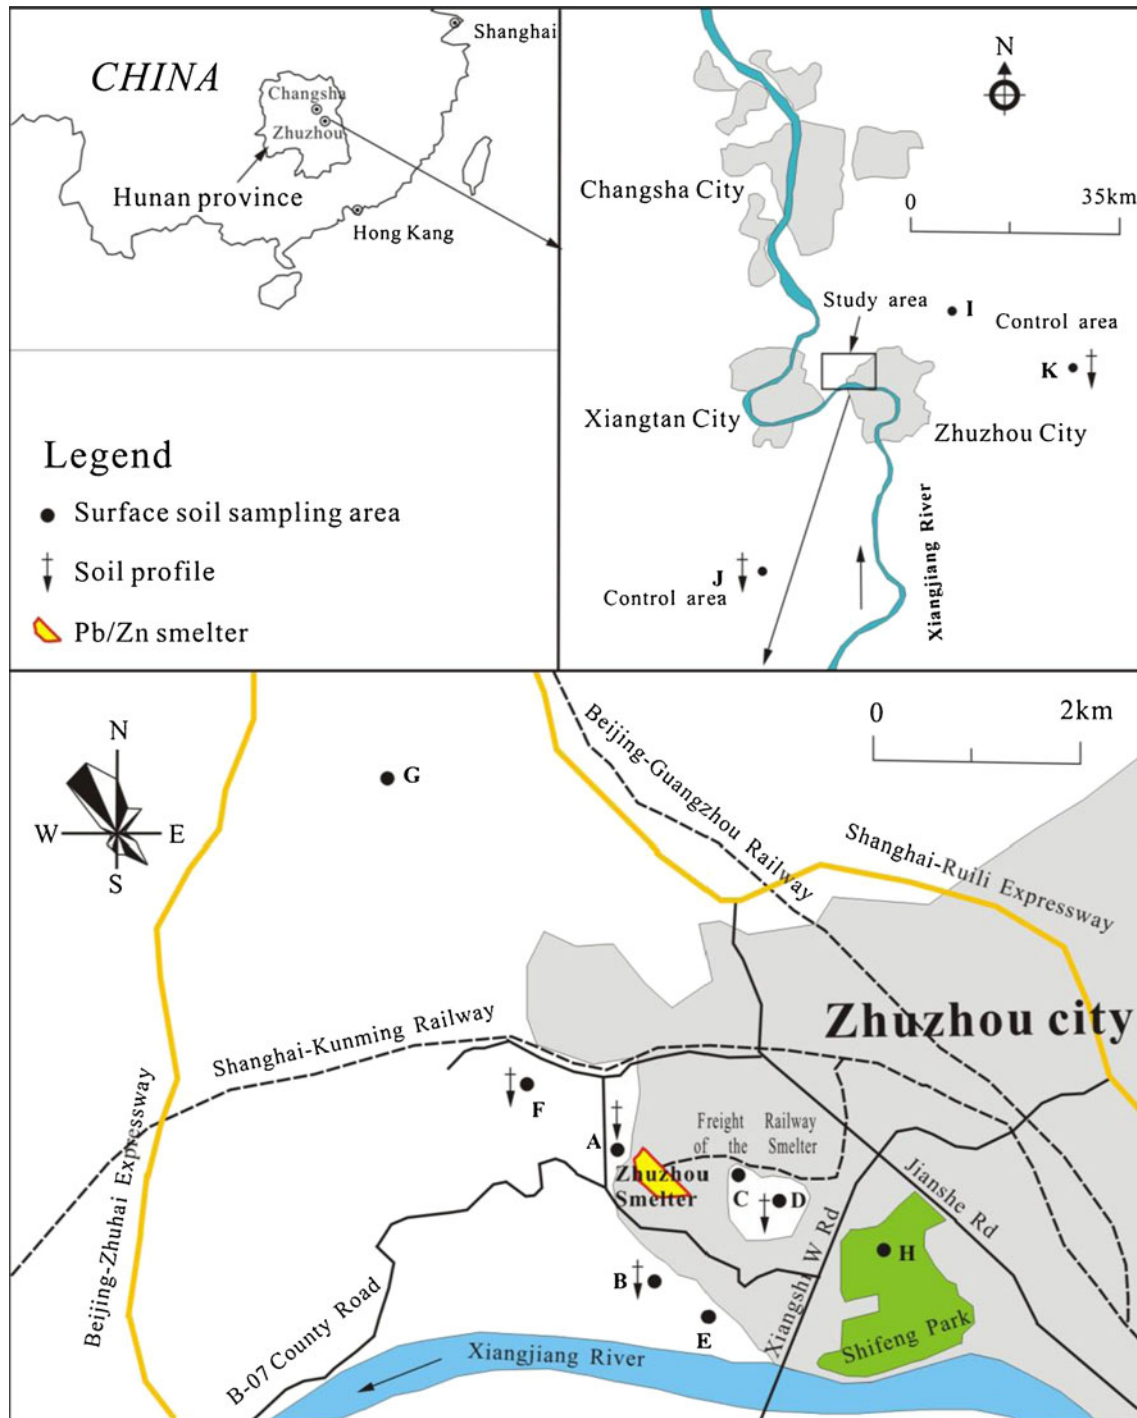 Shanghai
CHINA
Changsha
Zhuzhou
Hunan province
Hong Kang
Legend
Surface soil sampling area
Soil profile
Pb/Zn smelter
N
0 35km
Changsha City
Study area
I
Control area
K
Xiangtan City
Zhuzhou City
Xiangjiang River
J
Control area
N
W E
S
G
0 2km
Beijing-Guangzhou Railway
Shanghai-Ruili Expressway
Zhuzhou city
Shanghai-Kunming Railway
Beijing-Zhuhai Expressway
F
A
Freight Railway
of the Smelter
Zhuzhou
Smelter
C D
Jianshe Rd
Xiangshi W Rd
H
B
E
Shifeng Park
B-07 County Road
Xiangjiang River